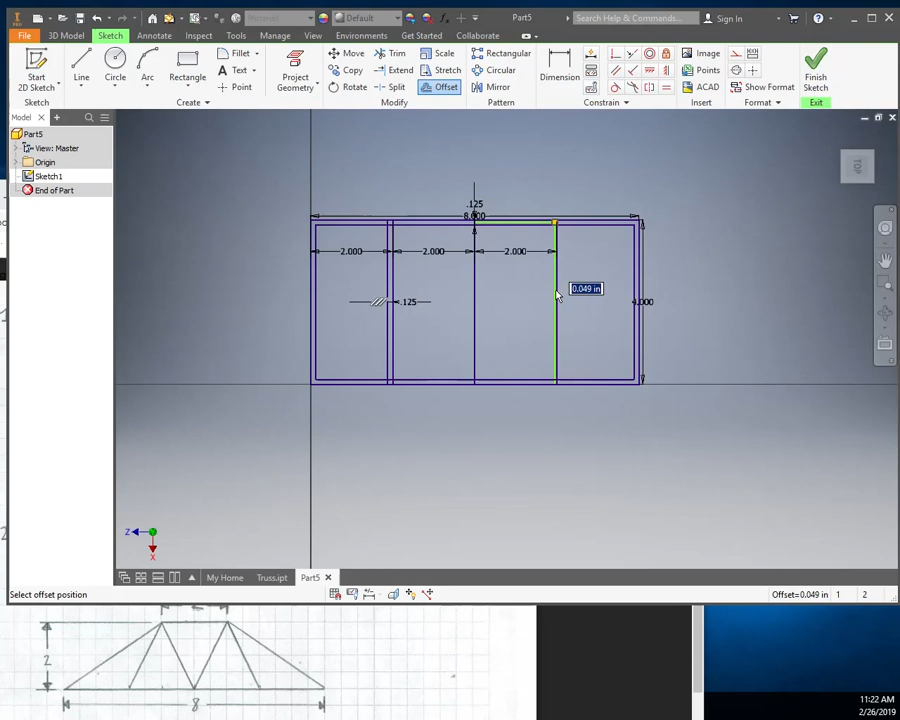 Materials Default Part5 Search Help & Commands... Sign In
PRO
File 3D Model Sketch Annotate Inspect Tools Manage View Environments Get Started Collaborate
Start 2D Sketch
Line
Circle
Arc
Rectangle
Fillet
Text
Point
Project Geometry
Move Trim Scale
Copy Extend Stretch
Rotate Split Offset
Rectangular
Circular
Mirror
Dimension
Image
Points
ACAD
Show Format
Finish Sketch
Sketch Create Modify Pattern Constrain Insert Format Exit
Model
Part5
View: Master
Origin
Sketch1
End of Part
TOP
.125
8.000
2.000 2.000 2.000
0.049 in
.125
4.000
Z
X
My Home Truss.ipt Part5
Select offset position Offset=0.049 in 1 2
2
8
11:22 AM
2/26/2019